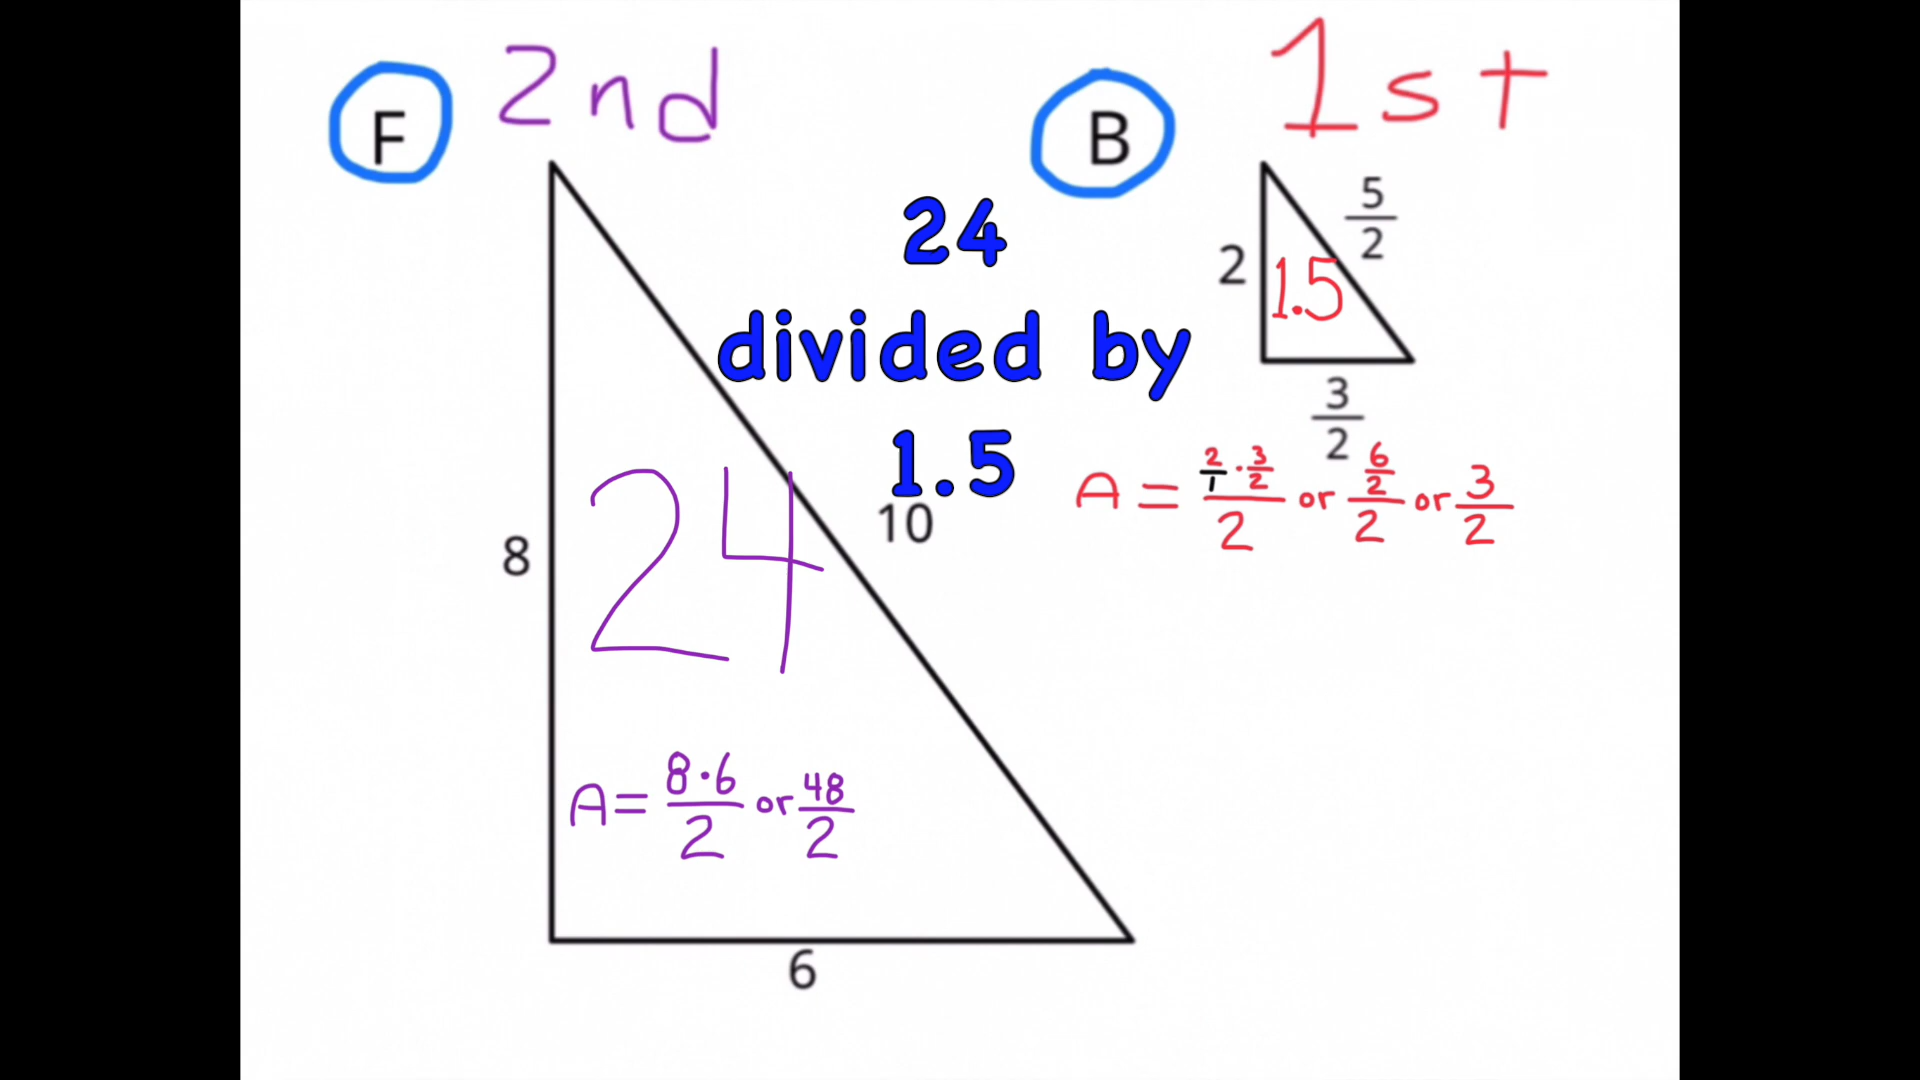 F 2nd
B 1st
24
divided by
1.5
2
5/2
1.5
3/2
A = 2/1 · 3/2 / 2 or 6/2 / 2 or 3/2
8
24
10
A = 8 · 6 / 2 or 48/2
6